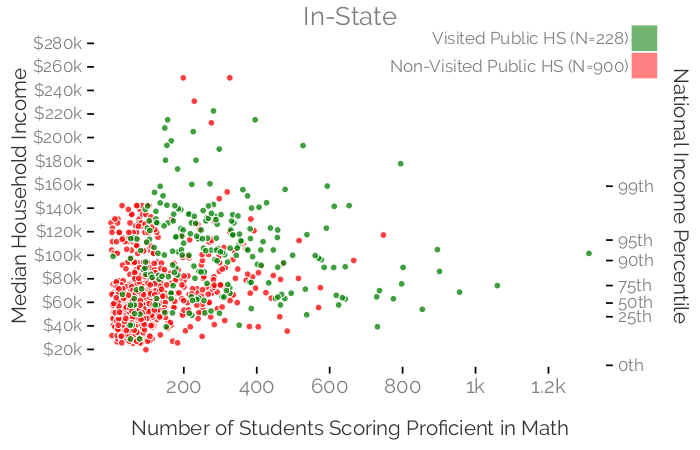 In-State
Visited Public HS (N=228)
Non-Visited Public HS (N=900)
Median Household Income
$280k
$260k
$240k
$220k
$200k
$180k
$160k
$140k
$120k
$100k
$80k
$60k
$40k
$20k
National Income Percentile
99th
95th
90th
75th
50th
25th
0th
200
400
600
800
1k
1.2k
Number of Students Scoring Proficient in Math